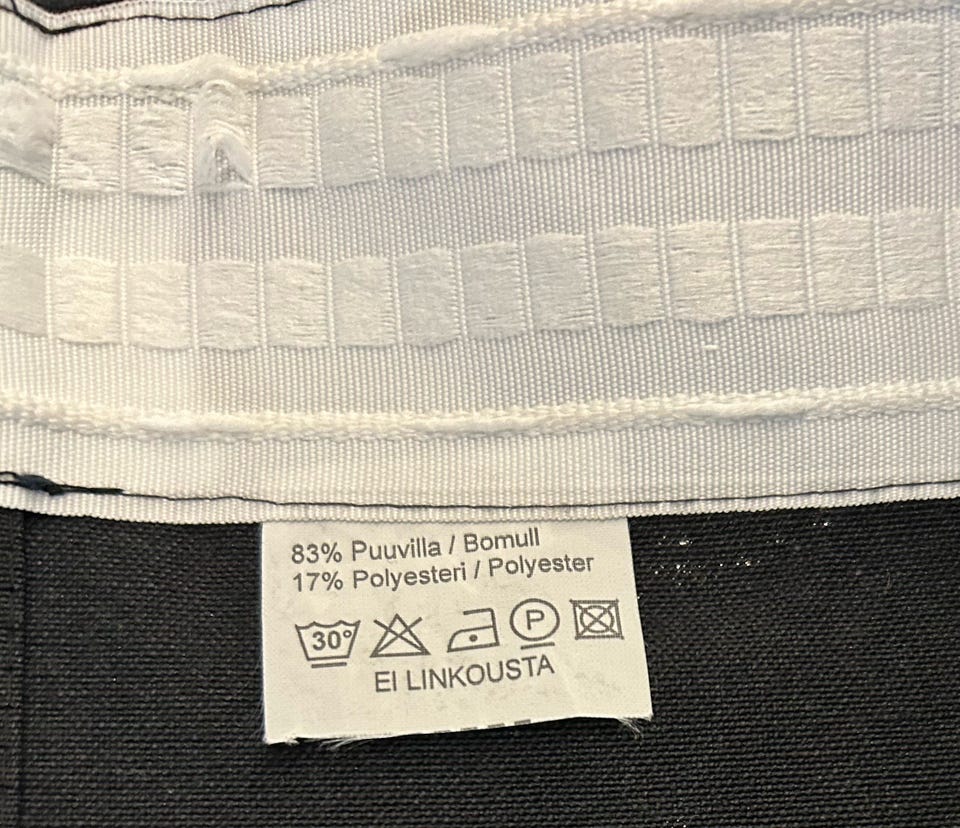 83% Puuvilla / Bomull
17% Polyesteri / Polyester
30° P
EI LINKOUSTA